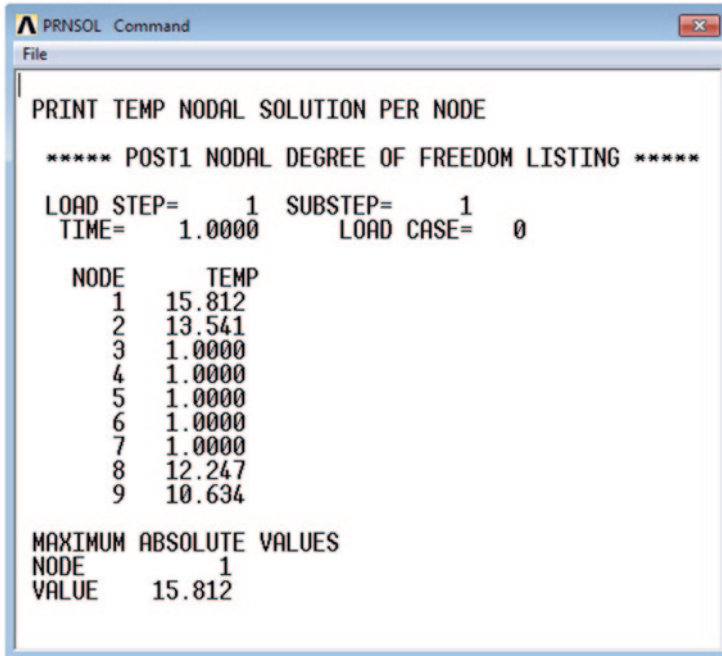 PRNSOL Command
File
PRINT TEMP NODAL SOLUTION PER NODE
***** POST1 NODAL DEGREE OF FREEDOM LISTING *****
LOAD STEP= 1 SUBSTEP= 1
TIME= 1.0000 LOAD CASE= 0
NODE TEMP
1 15.812
2 13.541
3 1.0000
4 1.0000
5 1.0000
6 1.0000
7 1.0000
8 12.247
9 10.634
MAXIMUM ABSOLUTE VALUES
NODE 1
VALUE 15.812